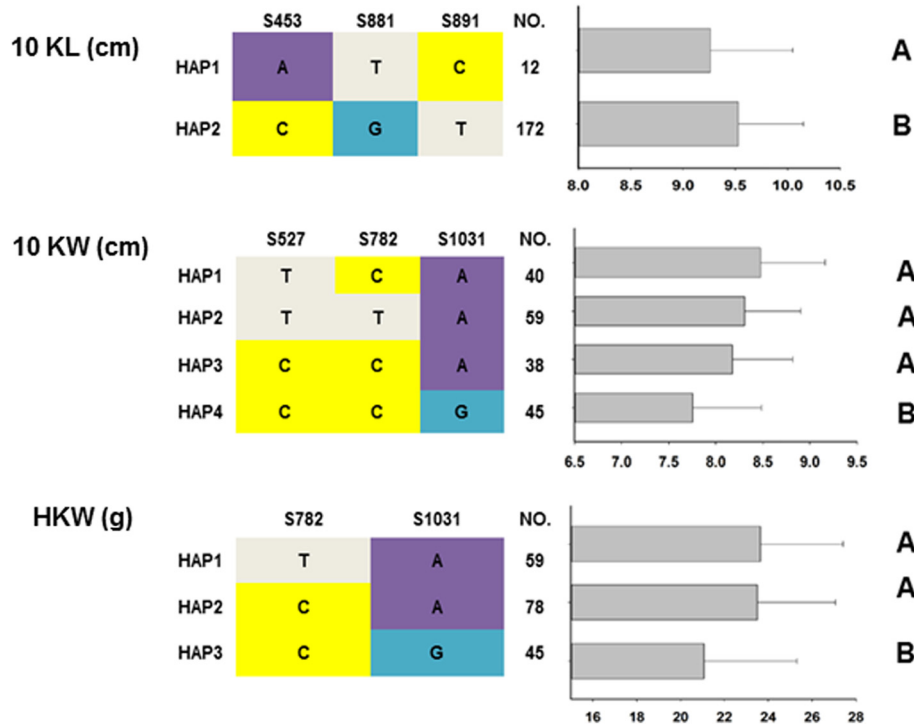 10 KL (cm)
S453 S881 S891 NO.
HAP1 A T C 12 A
HAP2 C G T 172 B
8.0 8.5 9.0 9.5 10.0 10.5
10 KW (cm)
S527 S782 S1031 NO.
HAP1 T C A 40 A
HAP2 T T A 59 A
HAP3 C C A 38 A
HAP4 C C G 45 B
6.5 7.0 7.5 8.0 8.5 9.0 9.5
HKW (g)
S782 S1031 NO.
HAP1 T A 59 A
HAP2 C A 78 A
HAP3 C G 45 B
16 18 20 22 24 26 28